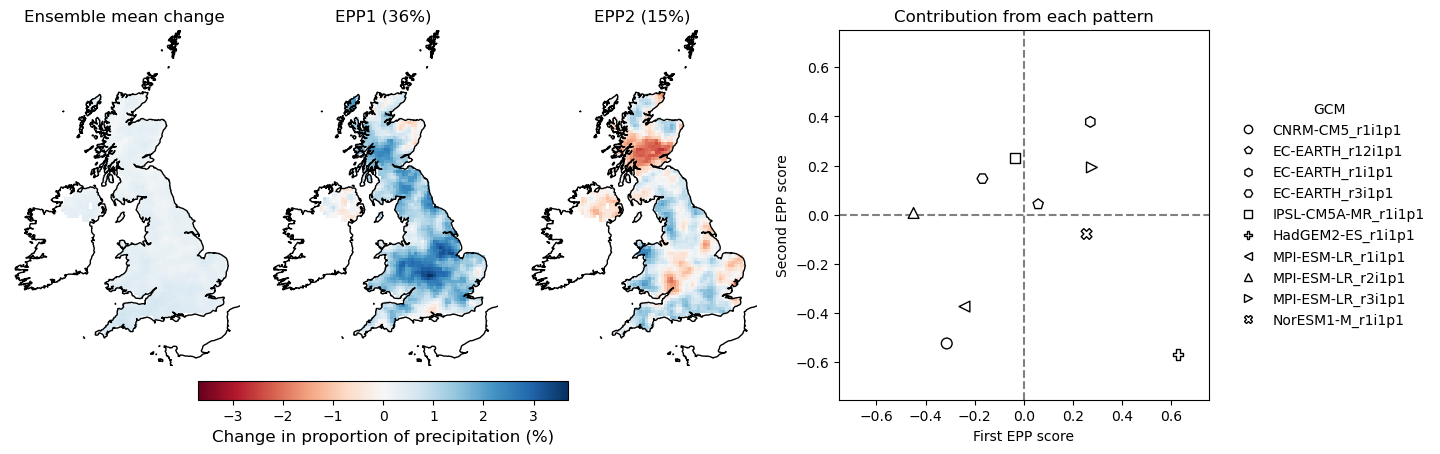 Ensemble mean change
EPP1 (36%)
EPP2 (15%)
Change in proportion of precipitation (%)
−3 −2 −1 0 1 2 3
Contribution from each pattern
Second EPP score
0.6
0.4
0.2
0.0
−0.2
−0.4
−0.6
−0.6 −0.4 −0.2 0.0 0.2 0.4 0.6
First EPP score
GCM
CNRM-CM5_r1i1p1
EC-EARTH_r12i1p1
EC-EARTH_r1i1p1
EC-EARTH_r3i1p1
IPSL-CM5A-MR_r1i1p1
HadGEM2-ES_r1i1p1
MPI-ESM-LR_r1i1p1
MPI-ESM-LR_r2i1p1
MPI-ESM-LR_r3i1p1
NorESM1-M_r1i1p1